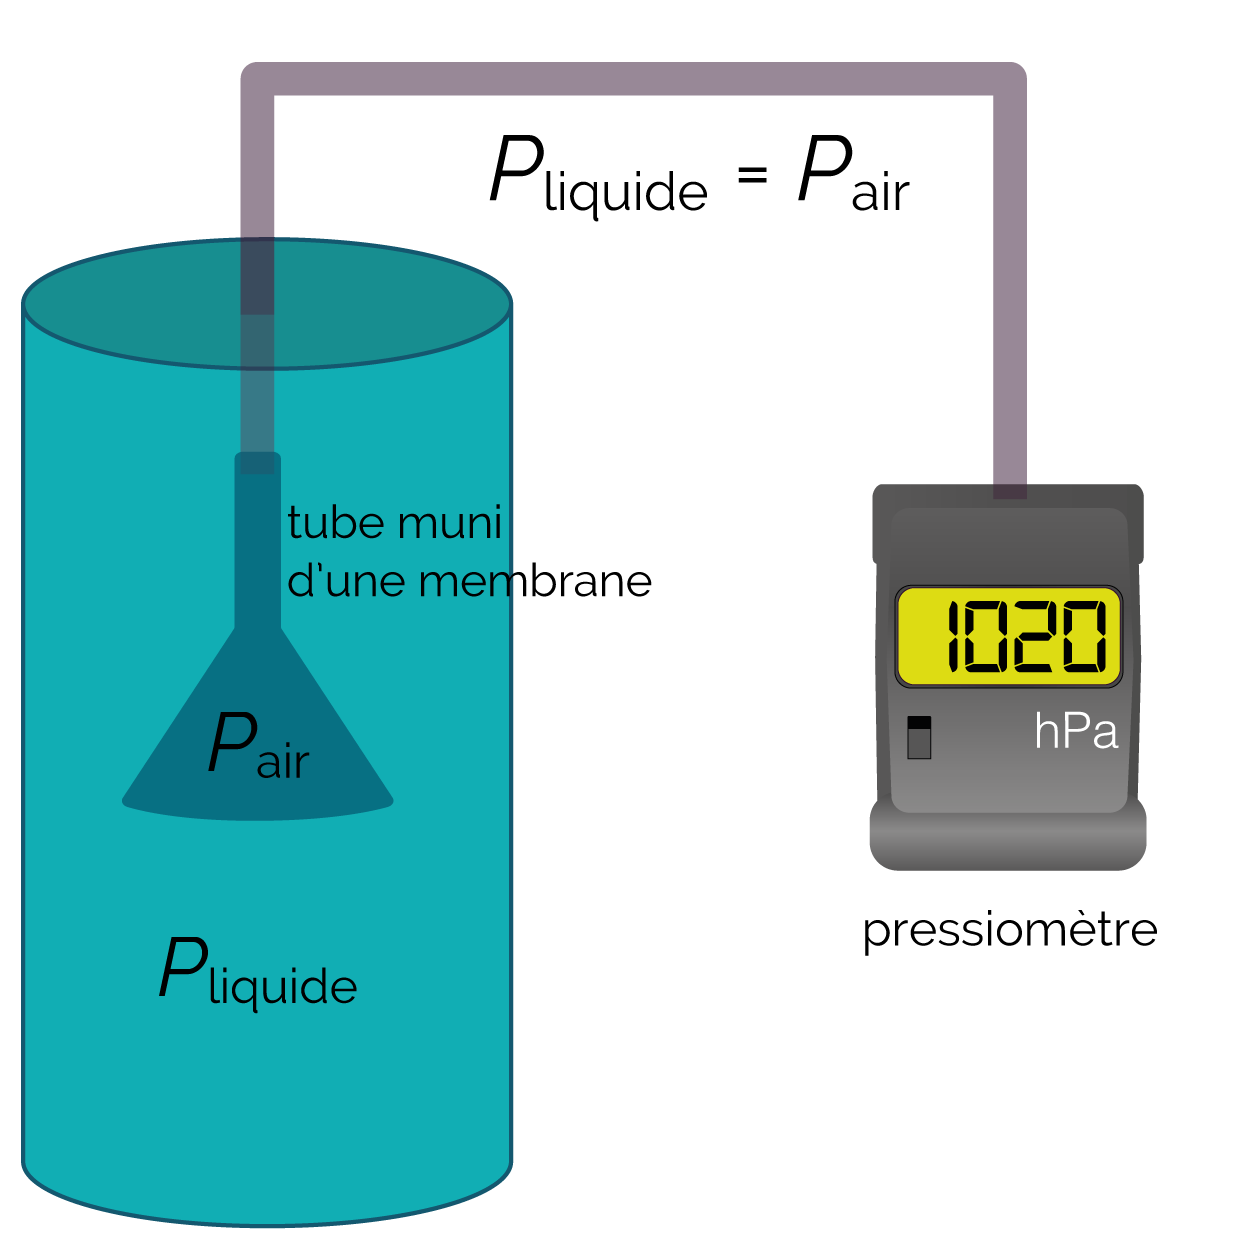 Pliquide = Pair
tube muni
d'une membrane
1020
hPa
Pair
pressiomètre
Pliquide